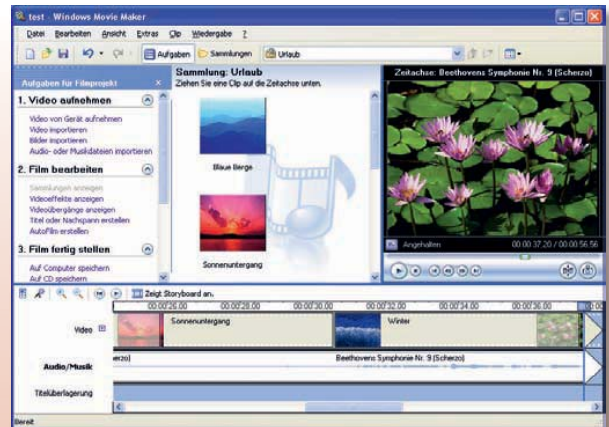 test - Windows Movie Maker
Datei Bearbeiten Ansicht Extras Clip Wiedergabe ?
Aufgaben Sammlungen Urlaub
Aufgaben für Filmprojekt ×
1. Video aufnehmen
Video von Gerät aufnehmen
Video importieren
Bilder importieren
Audio- oder Musikdateien importieren
2. Film bearbeiten
Sammlungen anzeigen
Videoeffekte anzeigen
Videoübergänge anzeigen
Titel oder Nachspann erstellen
AutoFilm erstellen
3. Film fertig stellen
Auf Computer speichern
Auf CD speichern
Sammlung: Urlaub
Ziehen Sie eine Clip auf die Zeitachse unten.
Blaue Berge
Sonnenuntergang
Zeitachse: Beethovens Symphonie Nr. 9 (Scherzo)
Angehalten 00:00:37.20 / 00:00:56.56
Zeigt Storyboard an.
00:00:26.00 00:00:28.00 00:00:30.00 00:00:32.00 00:00:34.00 00:00:36.00
Video Sonnenuntergang Winter
Audio/Musik erzo) Beethovens Symphonie Nr. 9 (Scherzo)
Titelüberlagerung
Bereit